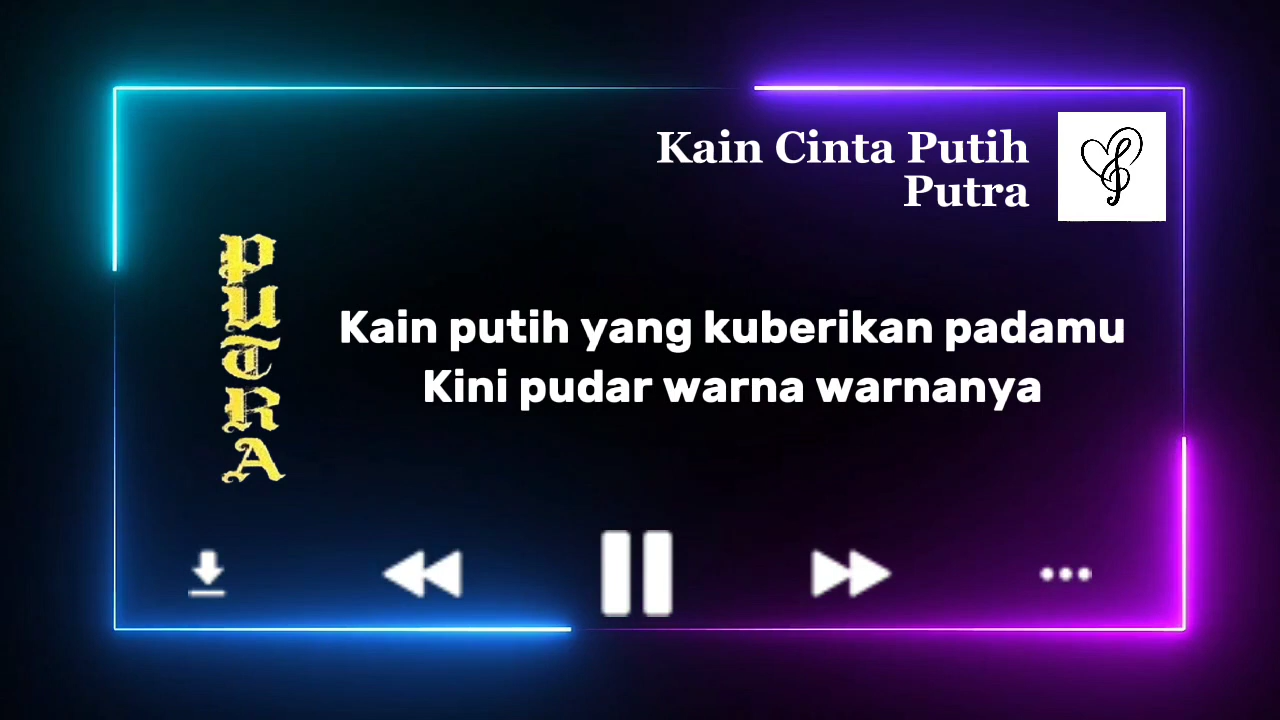 Kain Cinta Putih
Putra
PUTRA
Kain putih yang kuberikan padamu
Kini pudar warna warnanya